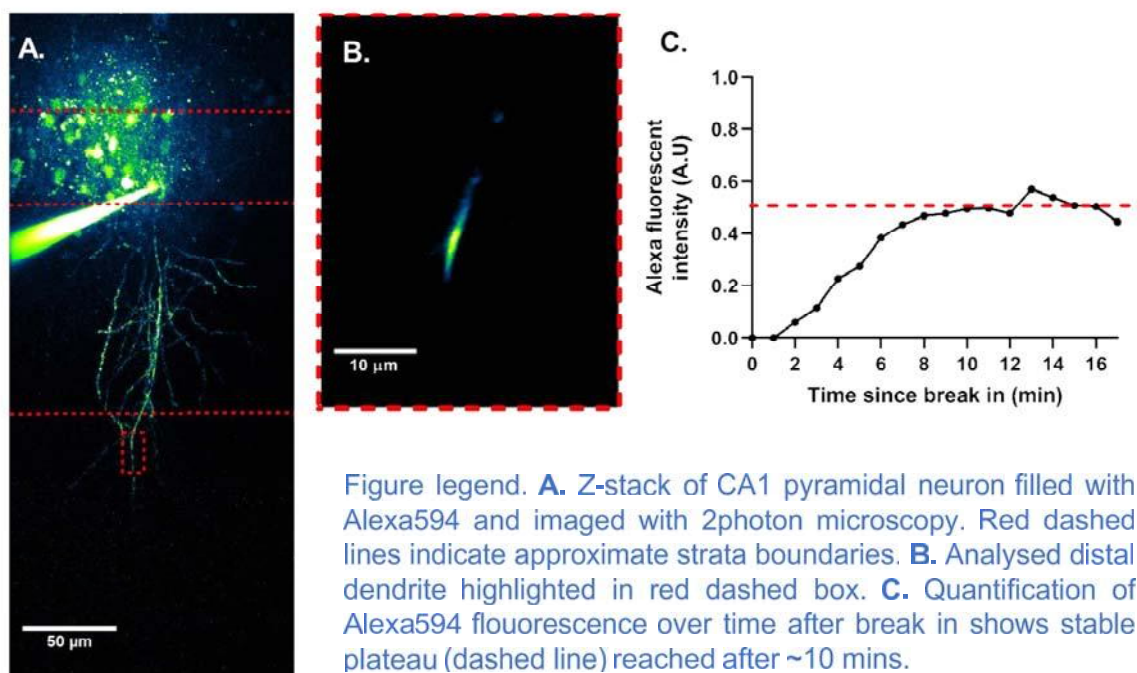 A.
50 µm
B.
10 µm
C.
Alexa fluorescent
intensity (A.U)
1.0
0.8
0.6
0.4
0.2
0.0
0 2 4 6 8 10 12 14 16
Time since break in (min)
Figure legend. A. Z-stack of CA1 pyramidal neuron filled with
Alexa594 and imaged with 2photon microscopy. Red dashed
lines indicate approximate strata boundaries. B. Analysed distal
dendrite highlighted in red dashed box. C. Quantification of
Alexa594 flouorescence over time after break in shows stable
plateau (dashed line) reached after ~10 mins.